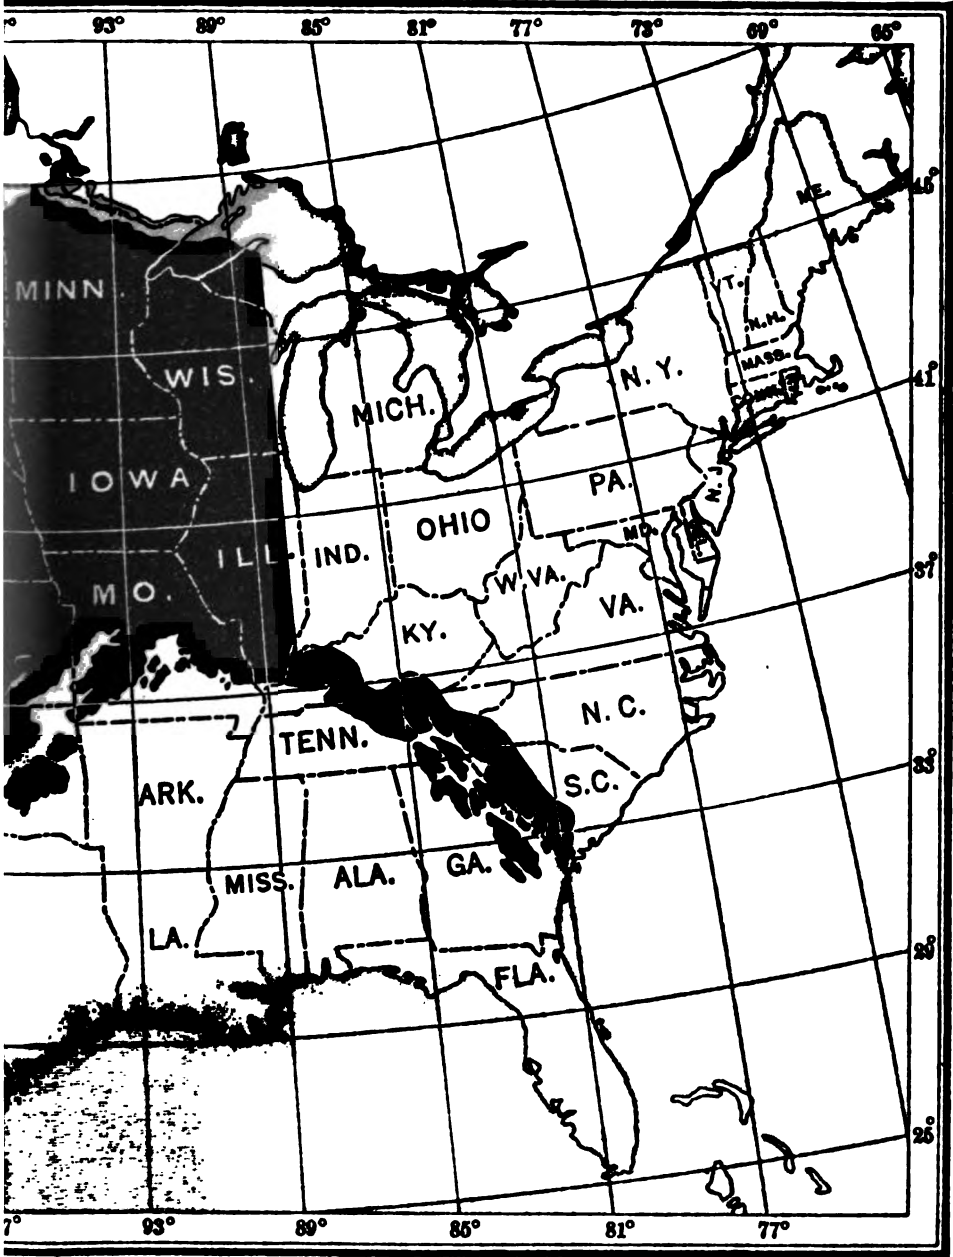 93° 89° 85° 81° 77° 73° 69° 65°
45°
ME.
MINN.
VT.
N.H.
MASS.
WIS.
N.Y.
41°
CONN.
MICH.
IOWA
PA.
N.J.
OHIO
MD.
ILL.
IND.
37°
W.VA.
MO.
VA.
KY.
N.C.
TENN.
33°
S.C.
ARK.
GA.
ALA.
MISS.
LA.
29°
FLA.
25°
7° 93° 89° 85° 81° 77°